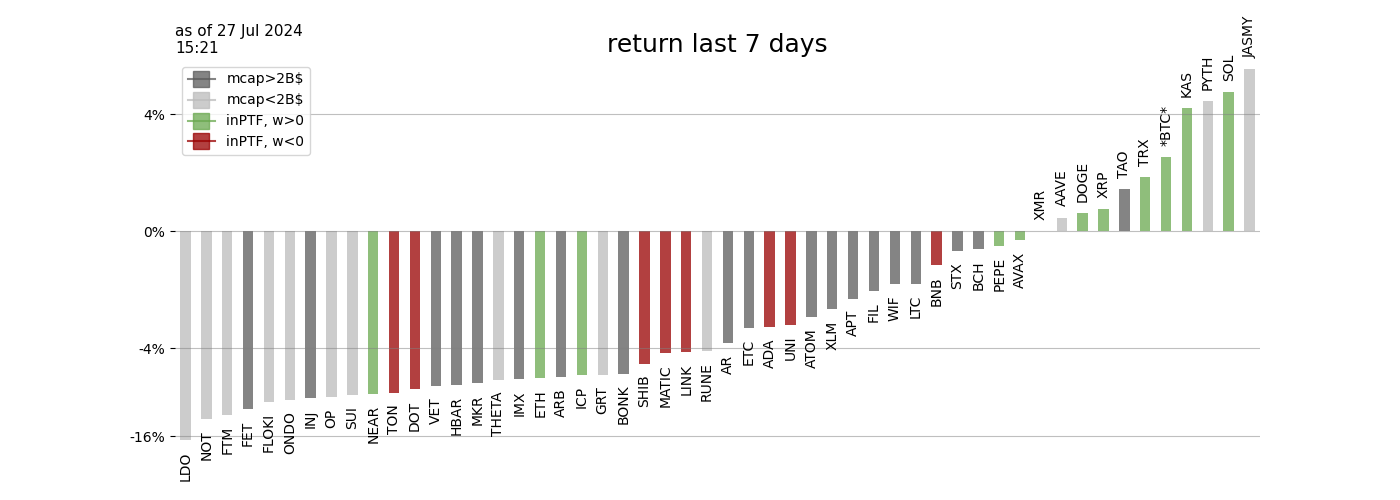 as of 27 Jul 2024
15:21
return last 7 days
mcap>2B$
mcap<2B$
inPTF, w>0
inPTF, w<0
4%
0%
-4%
-16%
LDO
NOT
FTM
FET
FLOKI
ONDO
INJ
OP
SUI
NEAR
TON
DOT
VET
HBAR
MKR
THETA
IMX
ETH
ARB
ICP
GRT
BONK
SHIB
MATIC
LINK
RUNE
AR
ETC
ADA
UNI
ATOM
XLM
APT
FIL
WIF
LTC
BNB
STX
BCH
PEPE
AVAX
XMR
AAVE
DOGE
XRP
TAO
TRX
*BTC*
KAS
PYTH
SOL
JASMY